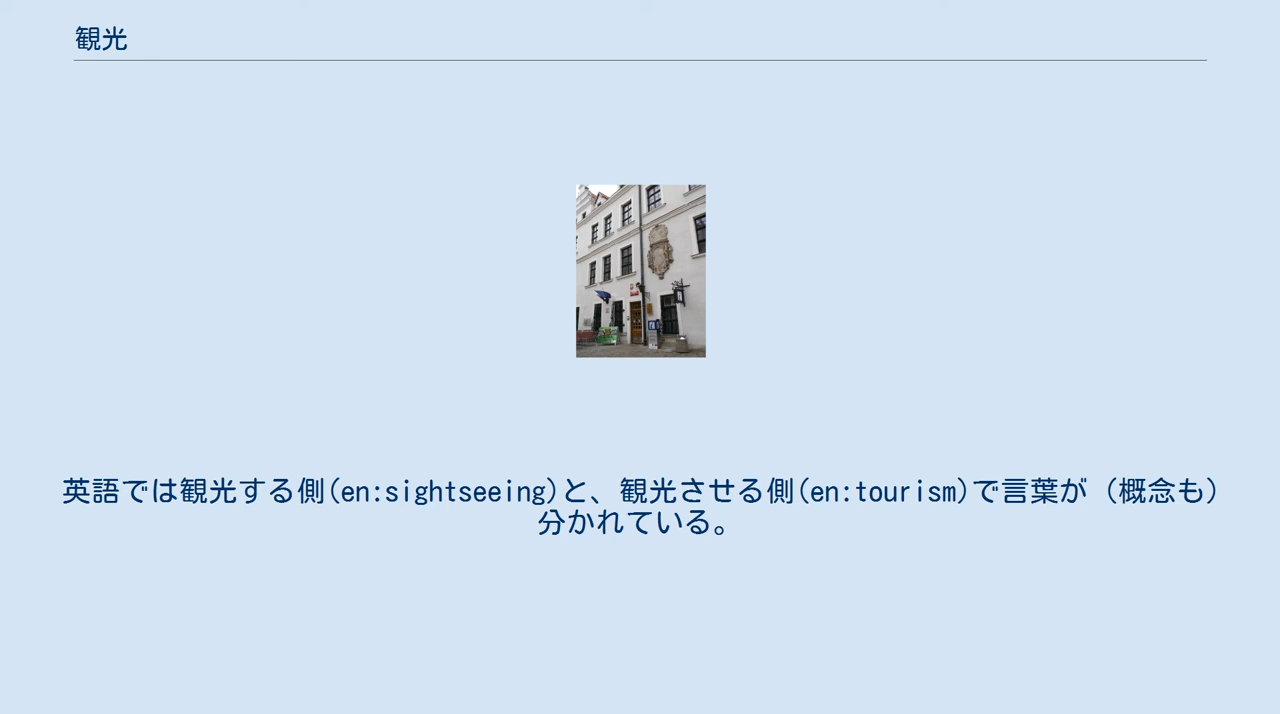 観光
英語では観光する側(en:sightseeing)と、観光させる側(en:tourism)で言葉が（概念も）
分かれている。